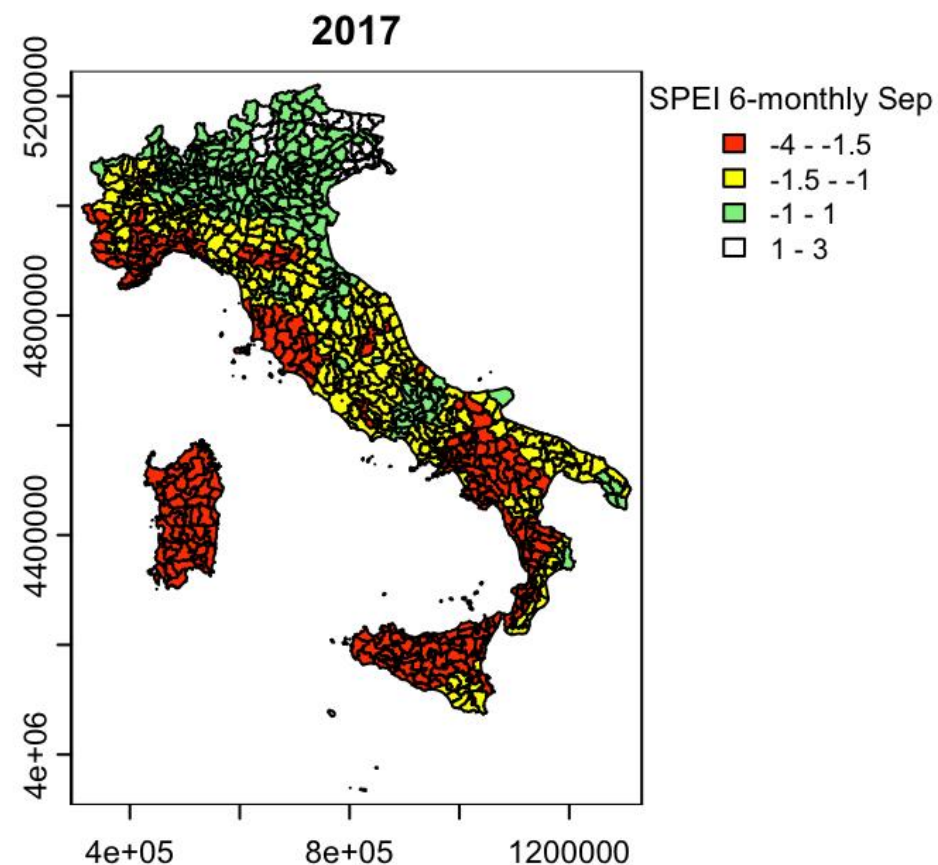 2017
SPEI 6-monthly Sep
-4 - -1.5
-1.5 - -1
-1 - 1
1 - 3
5200000
4800000
4400000
4e+06
4e+05
8e+05
1200000